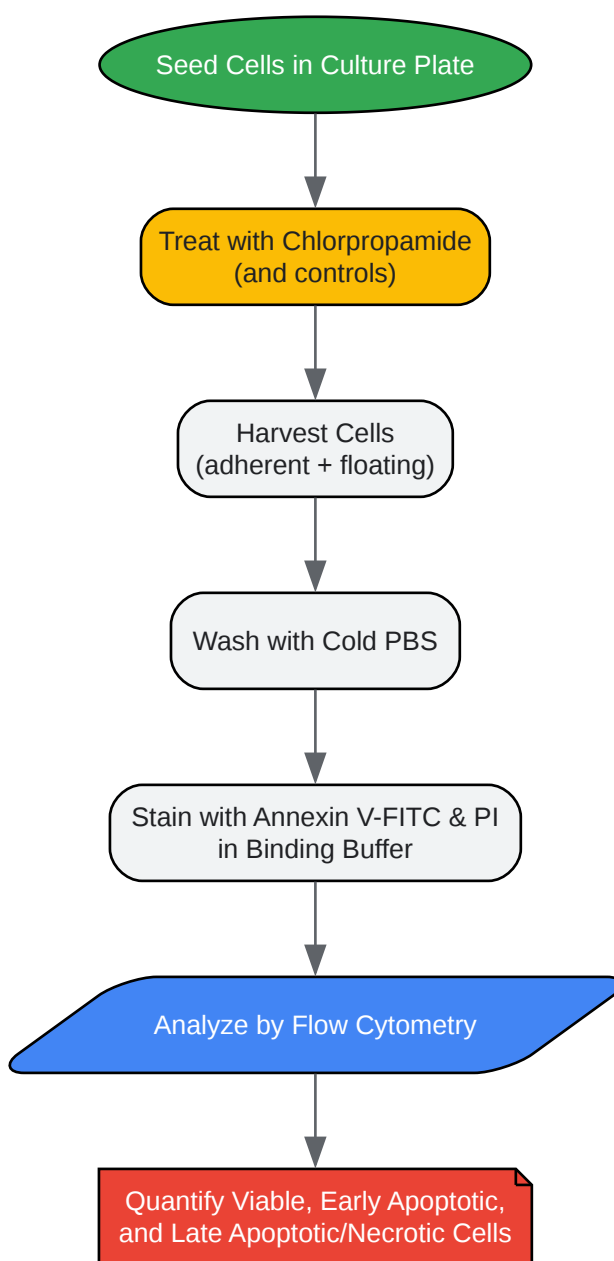 Seed Cells in Culture Plate
Treat with Chlorpropamide
(and controls)
Harvest Cells
(adherent + floating)
Wash with Cold PBS
Stain with Annexin V-FITC & PI
in Binding Buffer
Analyze by Flow Cytometry
Quantify Viable, Early Apoptotic,
and Late Apoptotic/Necrotic Cells